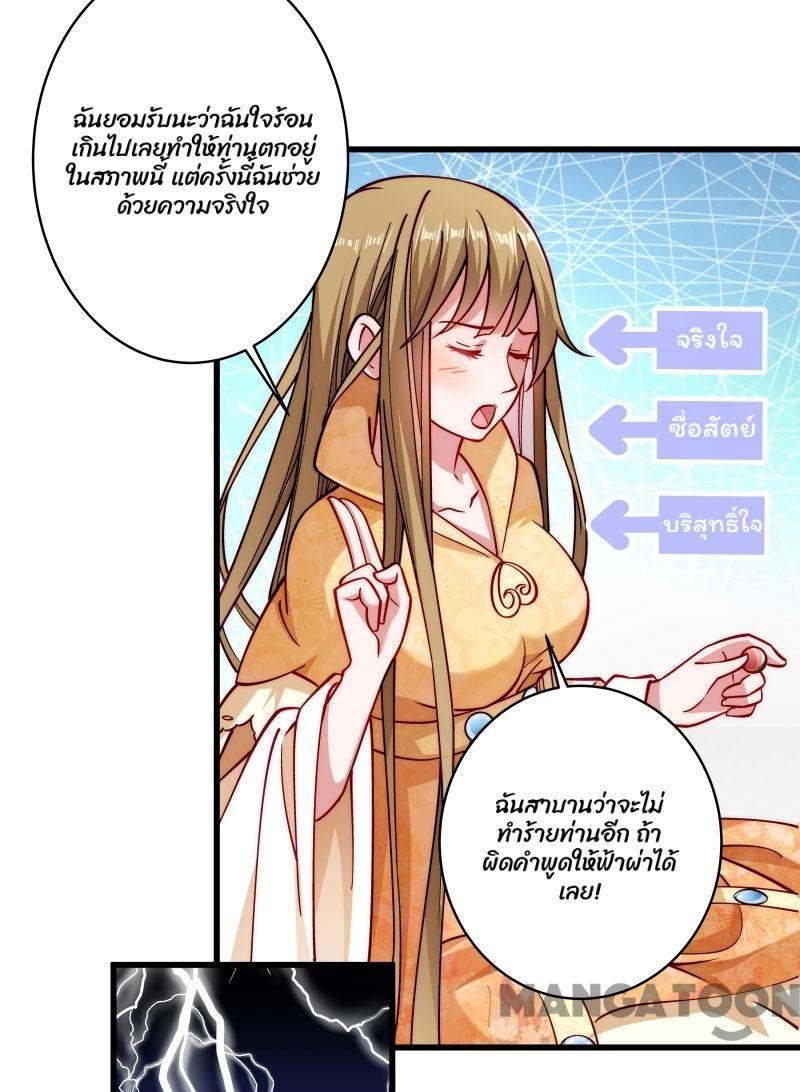 ฉันยอมรับนะว่าฉันใจร้อน
เกินไปเลยทำให้ท่านตกอยู่
ในสภาพนี้ แต่ครั้งนี้ฉันช่วย
ด้วยความจริงใจ
จริงใจ
ซื่อสัตย์
บริสุทธิ์ใจ
ฉันสาบานว่าจะไม่
ทำร้ายท่านอีก ถ้า
ผิดคำพูดให้ฟ้าผ่าได้
เลย!
MANGATOON